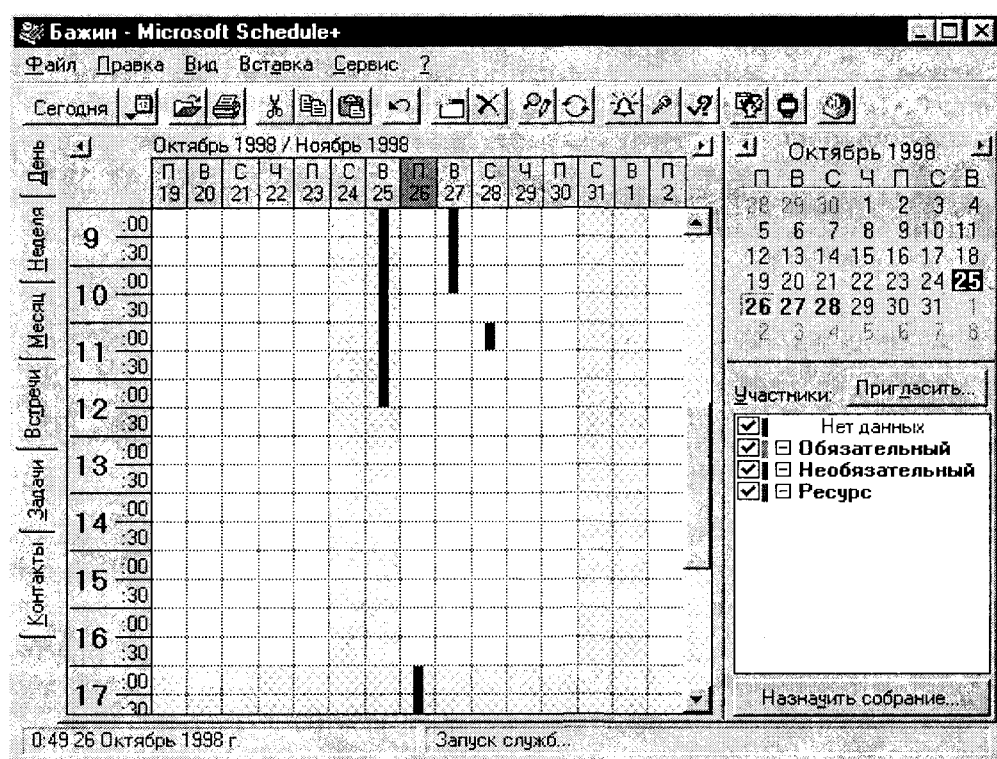 Бажин - Microsoft Schedule+
Файл Правка Вид Вставка Сервис ?
Сегодня
День
Неделя
Месяц
Встречи
Задачи
Контакты
Октябрь 1998 / Ноябрь 1998
П В С Ч П С В П В С Ч П С В П
19 20 21 22 23 24 25 26 27 28 29 30 31 1 2
9 :00
:30
10 :00
:30
11 :00
:30
12 :00
:30
13 :00
:30
14 :00
:30
15 :00
:30
16 :00
:30
17 :00
:30
Октябрь 1998
П В С Ч П С В
28 29 30 1 2 3 4
5 6 7 8 9 10 11
12 13 14 15 16 17 18
19 20 21 22 23 24 25
26 27 28 29 30 31 1
2 3 4 5 6 7 8
Участники: Пригласить...
Нет данных
Обязательный
Необязательный
Ресурс
Назначить собрание...
0:49 26 Октябрь 1998 г.
Запуск служб...